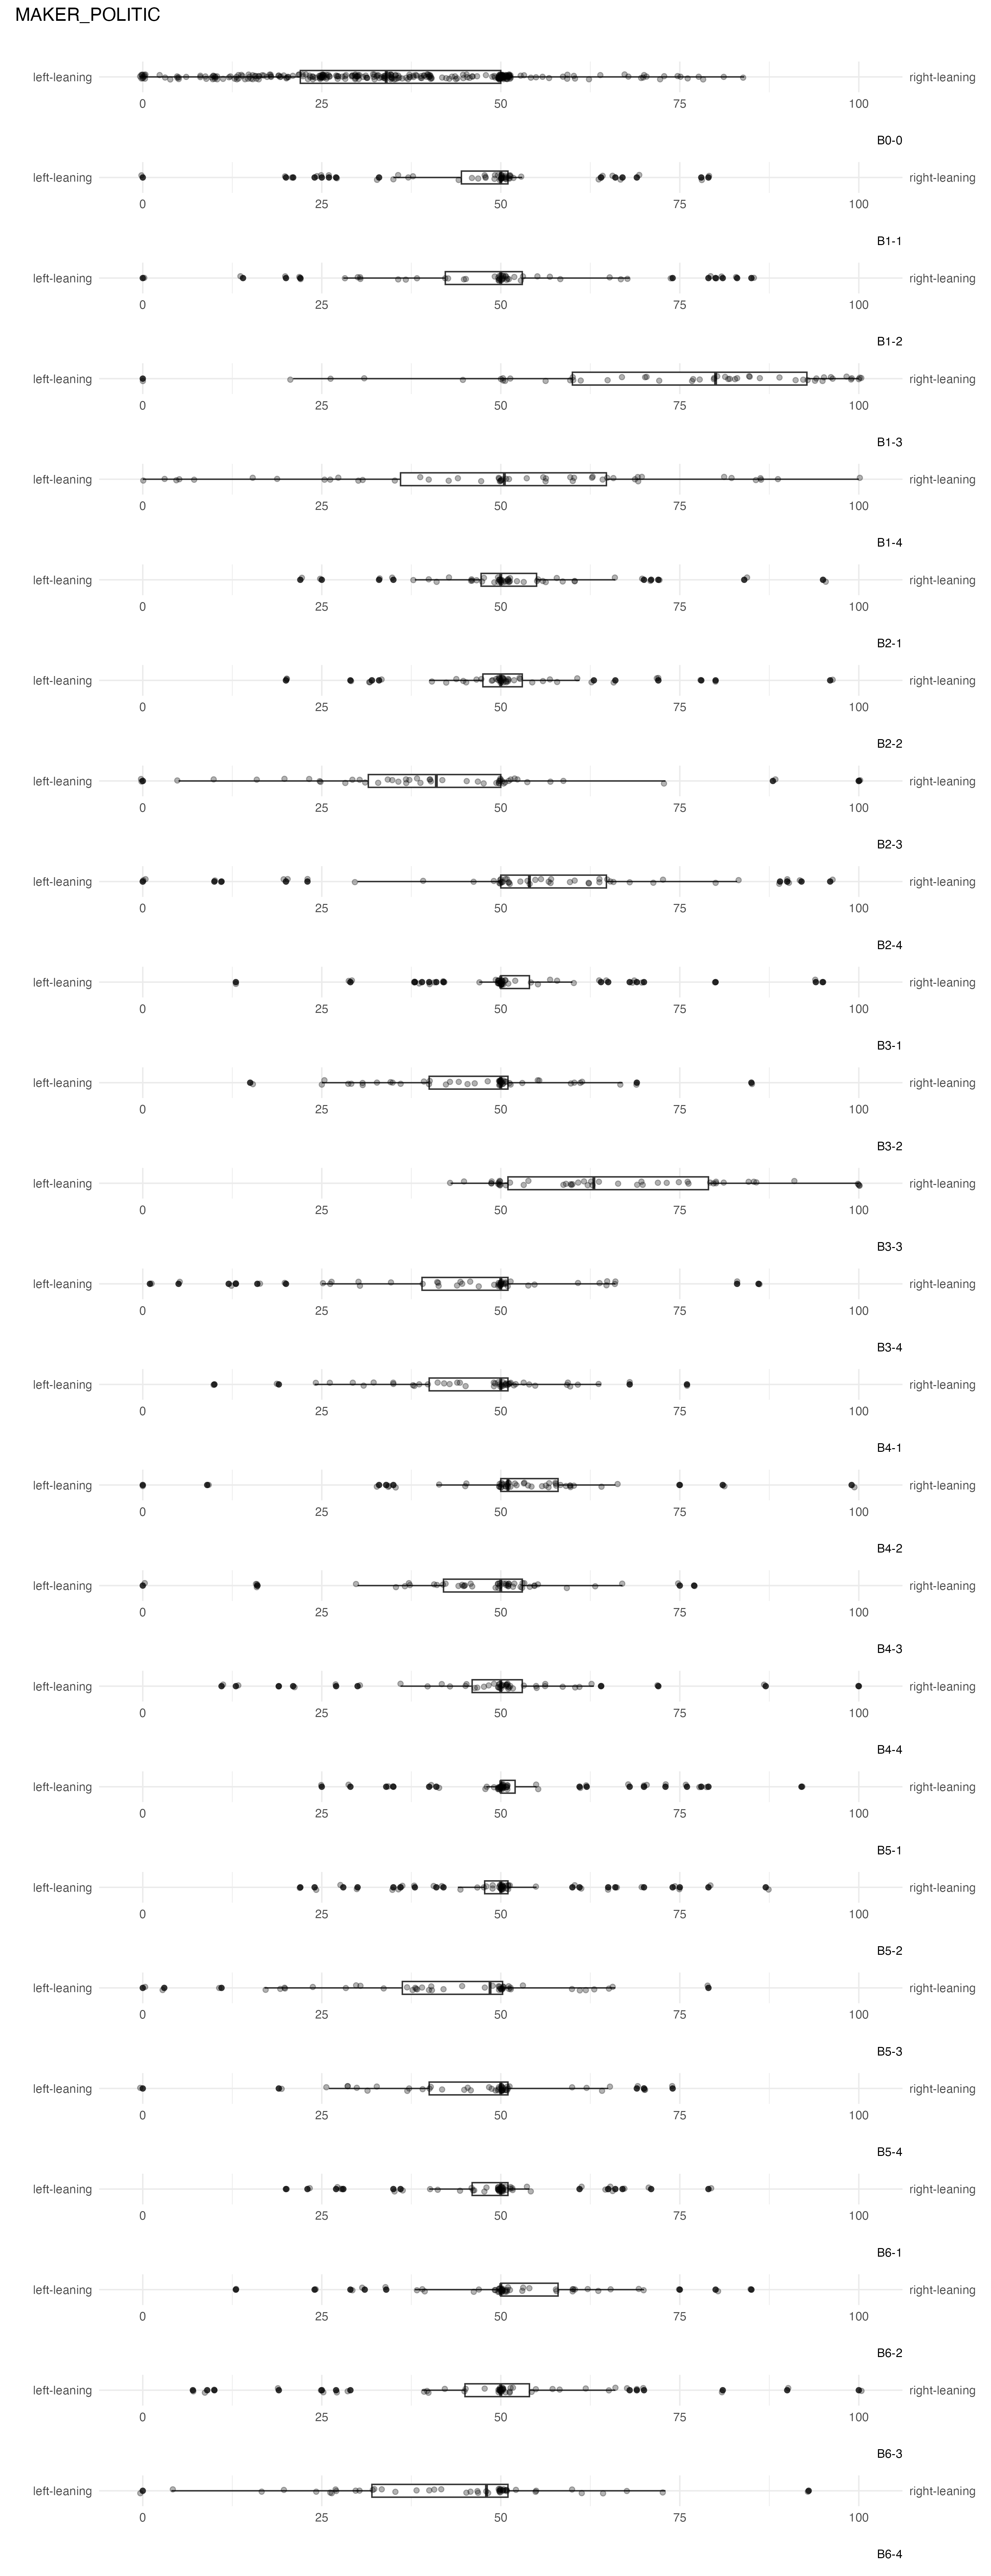 MAKER_POLITIC
left-leaning right-leaning
0 25 50 75 100
B0-0
left-leaning right-leaning
0 25 50 75 100
B1-1
left-leaning right-leaning
0 25 50 75 100
B1-2
left-leaning right-leaning
0 25 50 75 100
B1-3
left-leaning right-leaning
0 25 50 75 100
B1-4
left-leaning right-leaning
0 25 50 75 100
B2-1
left-leaning right-leaning
0 25 50 75 100
B2-2
left-leaning right-leaning
0 25 50 75 100
B2-3
left-leaning right-leaning
0 25 50 75 100
B2-4
left-leaning right-leaning
0 25 50 75 100
B3-1
left-leaning right-leaning
0 25 50 75 100
B3-2
left-leaning right-leaning
0 25 50 75 100
B3-3
left-leaning right-leaning
0 25 50 75 100
B3-4
left-leaning right-leaning
0 25 50 75 100
B4-1
left-leaning right-leaning
0 25 50 75 100
B4-2
left-leaning right-leaning
0 25 50 75 100
B4-3
left-leaning right-leaning
0 25 50 75 100
B4-4
left-leaning right-leaning
0 25 50 75 100
B5-1
left-leaning right-leaning
0 25 50 75 100
B5-2
left-leaning right-leaning
0 25 50 75 100
B5-3
left-leaning right-leaning
0 25 50 75 100
B5-4
left-leaning right-leaning
0 25 50 75 100
B6-1
left-leaning right-leaning
0 25 50 75 100
B6-2
left-leaning right-leaning
0 25 50 75 100
B6-3
left-leaning right-leaning
0 25 50 75 100
B6-4